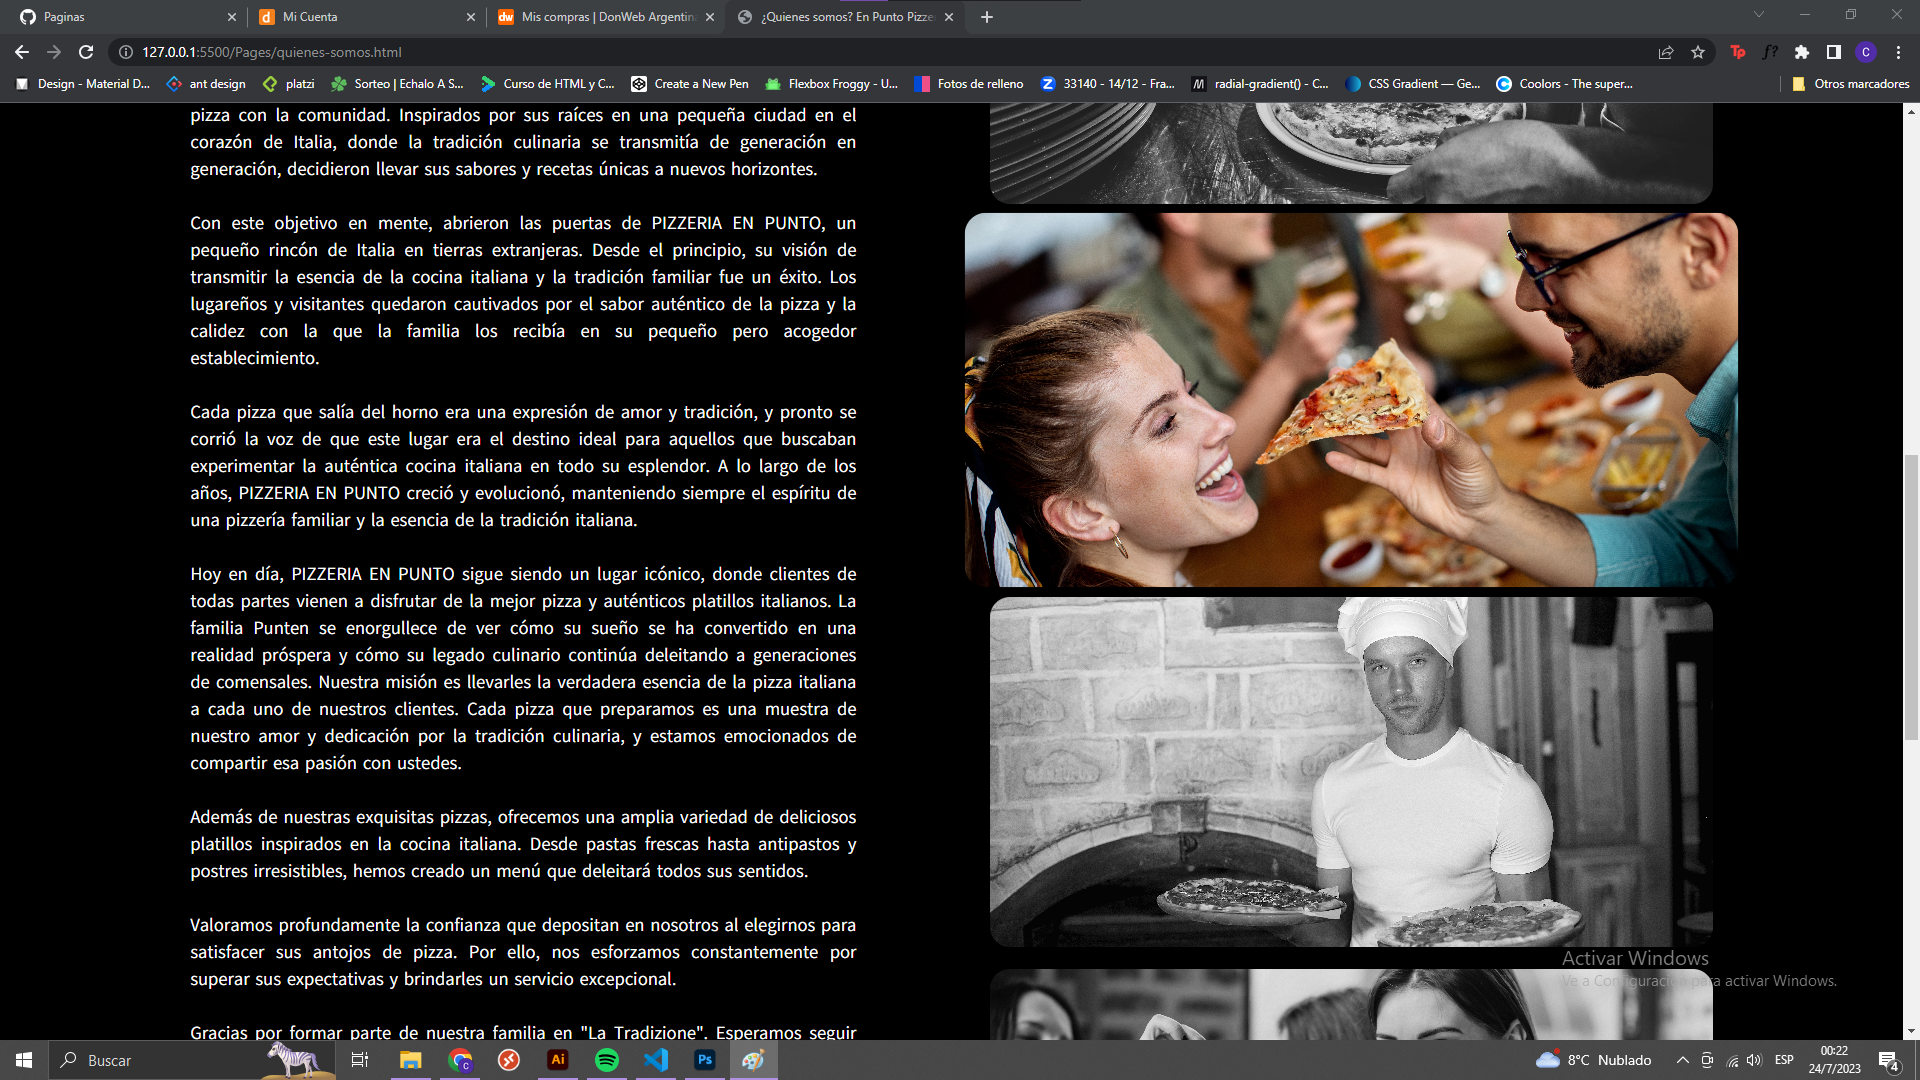 Paginas
Mi Cuenta
Mis compras | DonWeb Argentin
¿Quienes somos? En Punto Pizze
127.0.0.1:5500/Pages/quienes-somos.html
Design - Material D...
ant design
platzi
Sorteo | Echalo A S...
Curso de HTML y C...
Create a New Pen
Flexbox Froggy - U...
Fotos de relleno
33140 - 14/12 - Fra...
radial-gradient() - C...
CSS Gradient — Ge...
Coolors - The super...
Otros marcadores
pizza con la comunidad. Inspirados por sus raíces en una pequeña ciudad en el
corazón de Italia, donde la tradición culinaria se transmitía de generación en
generación, decidieron llevar sus sabores y recetas únicas a nuevos horizontes.
Con este objetivo en mente, abrieron las puertas de PIZZERIA EN PUNTO, un
pequeño rincón de Italia en tierras extranjeras. Desde el principio, su visión de
transmitir la esencia de la cocina italiana y la tradición familiar fue un éxito. Los
lugareños y visitantes quedaron cautivados por el sabor auténtico de la pizza y la
calidez con la que la familia los recibía en su pequeño pero acogedor
establecimiento.
Cada pizza que salía del horno era una expresión de amor y tradición, y pronto se
corrió la voz de que este lugar era el destino ideal para aquellos que buscaban
experimentar la auténtica cocina italiana en todo su esplendor. A lo largo de los
años, PIZZERIA EN PUNTO creció y evolucionó, manteniendo siempre el espíritu de
una pizzería familiar y la esencia de la tradición italiana.
Hoy en día, PIZZERIA EN PUNTO sigue siendo un lugar icónico, donde clientes de
todas partes vienen a disfrutar de la mejor pizza y auténticos platillos italianos. La
familia Punten se enorgullece de ver cómo su sueño se ha convertido en una
realidad próspera y cómo su legado culinario continúa deleitando a generaciones
de comensales. Nuestra misión es llevarles la verdadera esencia de la pizza italiana
a cada uno de nuestros clientes. Cada pizza que preparamos es una muestra de
nuestro amor y dedicación por la tradición culinaria, y estamos emocionados de
compartir esa pasión con ustedes.
Además de nuestras exquisitas pizzas, ofrecemos una amplia variedad de deliciosos
platillos inspirados en la cocina italiana. Desde pastas frescas hasta antipastos y
postres irresistibles, hemos creado un menú que deleitará todos sus sentidos.
Valoramos profundamente la confianza que depositan en nosotros al elegirnos para
satisfacer sus antojos de pizza. Por ello, nos esforzamos constantemente por
superar sus expectativas y brindarles un servicio excepcional.
Gracias por formar parte de nuestra familia en "La Tradizione". Esperamos seguir
Activar Windows
Ve a Configuración para activar Windows.
Buscar
Ai
Ps
8°C Nublado
ESP
00:22
24/7/2023
4